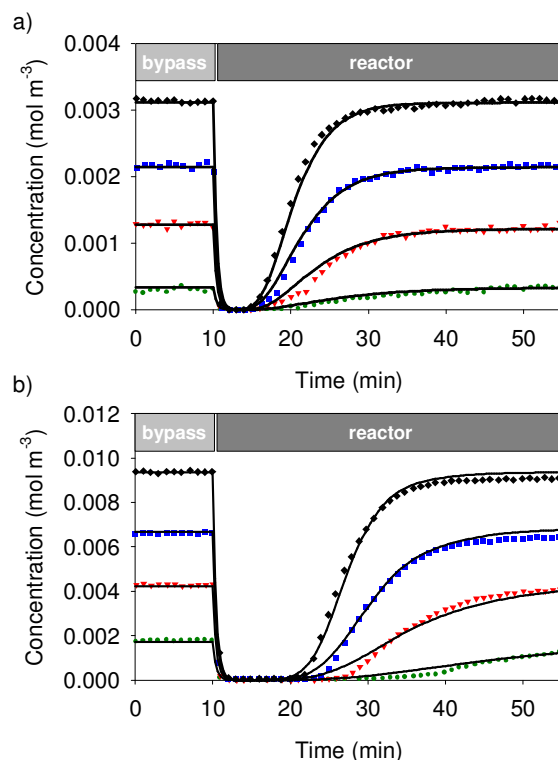 a)
bypass reactor
Concentration (mol m⁻³)
0.004
0.003
0.002
0.001
0.000
0 10 20 30 40 50
Time (min)
b)
bypass reactor
Concentration (mol m⁻³)
0.012
0.010
0.008
0.006
0.004
0.002
0.000
0 10 20 30 40 50
Time (min)